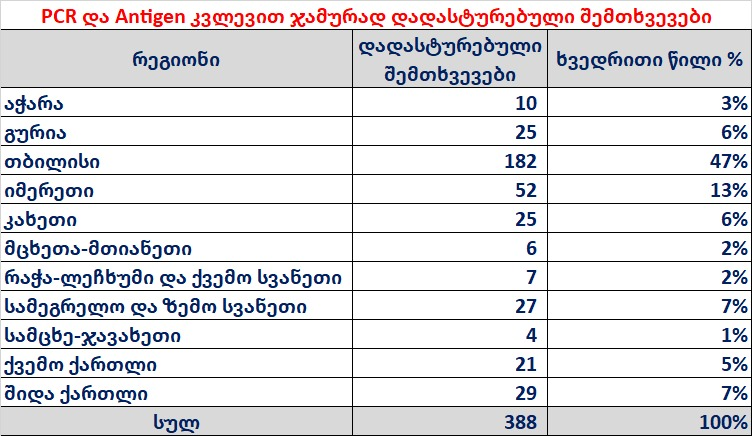 PCR და Antigen კვლევით ჯამურად დადასტურებული შემთხვევები
რეგიონი დადასტურებული შემთხვევები ხვედრითი წილი %
აჭარა 10 3%
გურია 25 6%
თბილისი 182 47%
იმერეთი 52 13%
კახეთი 25 6%
მცხეთა-მთიანეთი 6 2%
რაჭა-ლეჩხუმი და ქვემო სვანეთი 7 2%
სამეგრელო და ზემო სვანეთი 27 7%
სამცხე-ჯავახეთი 4 1%
ქვემო ქართლი 21 5%
შიდა ქართლი 29 7%
სულ 388 100%